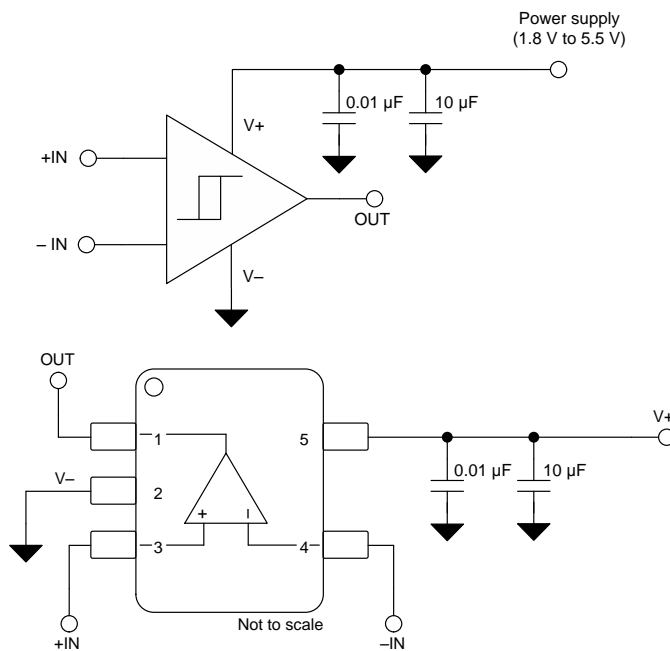 Power supply
(1.8 V to 5.5 V)
0.01 µF
10 µF
V+
+IN
OUT
– IN
V–
OUT
1
5
V+
0.01 µF
10 µF
V–
2
+
–
3
4
Not to scale
+IN
–IN